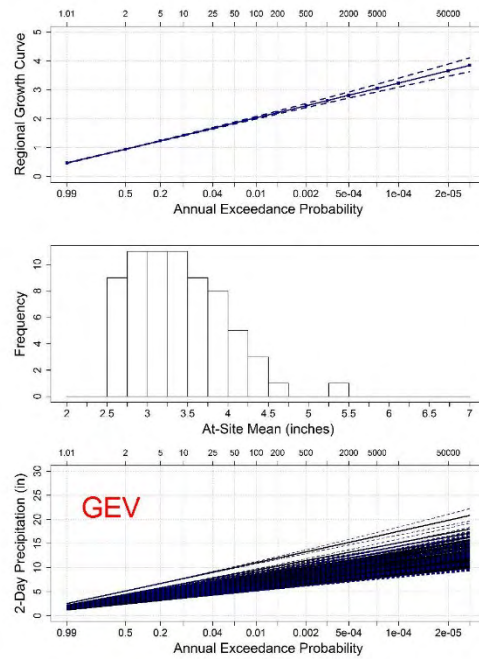 1.01 2 5 10 25 50 100 200 500 2000 5000 50000
Regional Growth Curve
5
4
3
2
1
0
0.99 0.5 0.2 0.04 0.01 0.002 5e-04 1e-04 2e-05
Annual Exceedance Probability
Frequency
10
8
6
4
2
0
2 2.5 3 3.5 4 4.5 5 5.5 6 6.5 7
At-Site Mean (inches)
1.01 2 5 10 25 50 100 200 500 2000 5000 50000
2-Day Precipitation (in)
30
25
20
15
10
5
0
GEV
0.99 0.5 0.2 0.04 0.01 0.002 5e-04 1e-04 2e-05
Annual Exceedance Probability